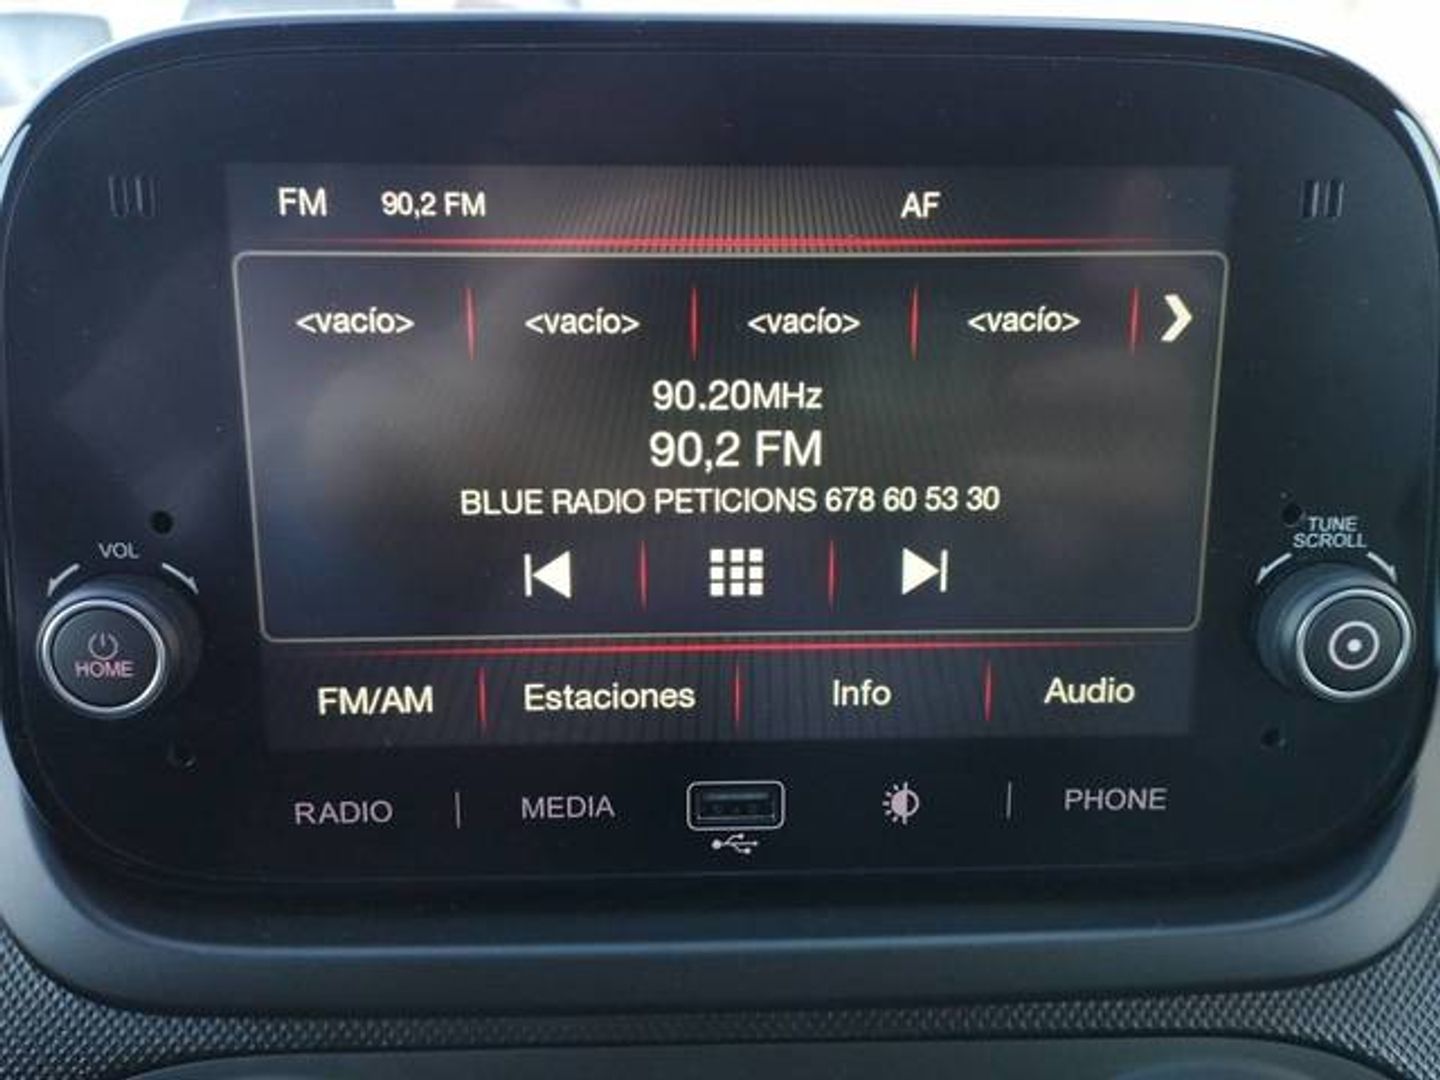 FM 90,2 FM AF
<vacío> <vacío> <vacío> <vacío>
90.20MHz
90,2 FM
BLUE RADIO PETICIONS 678 60 53 30
VOL
TUNE
SCROLL
HOME
FM/AM Estaciones Info Audio
RADIO MEDIA PHONE